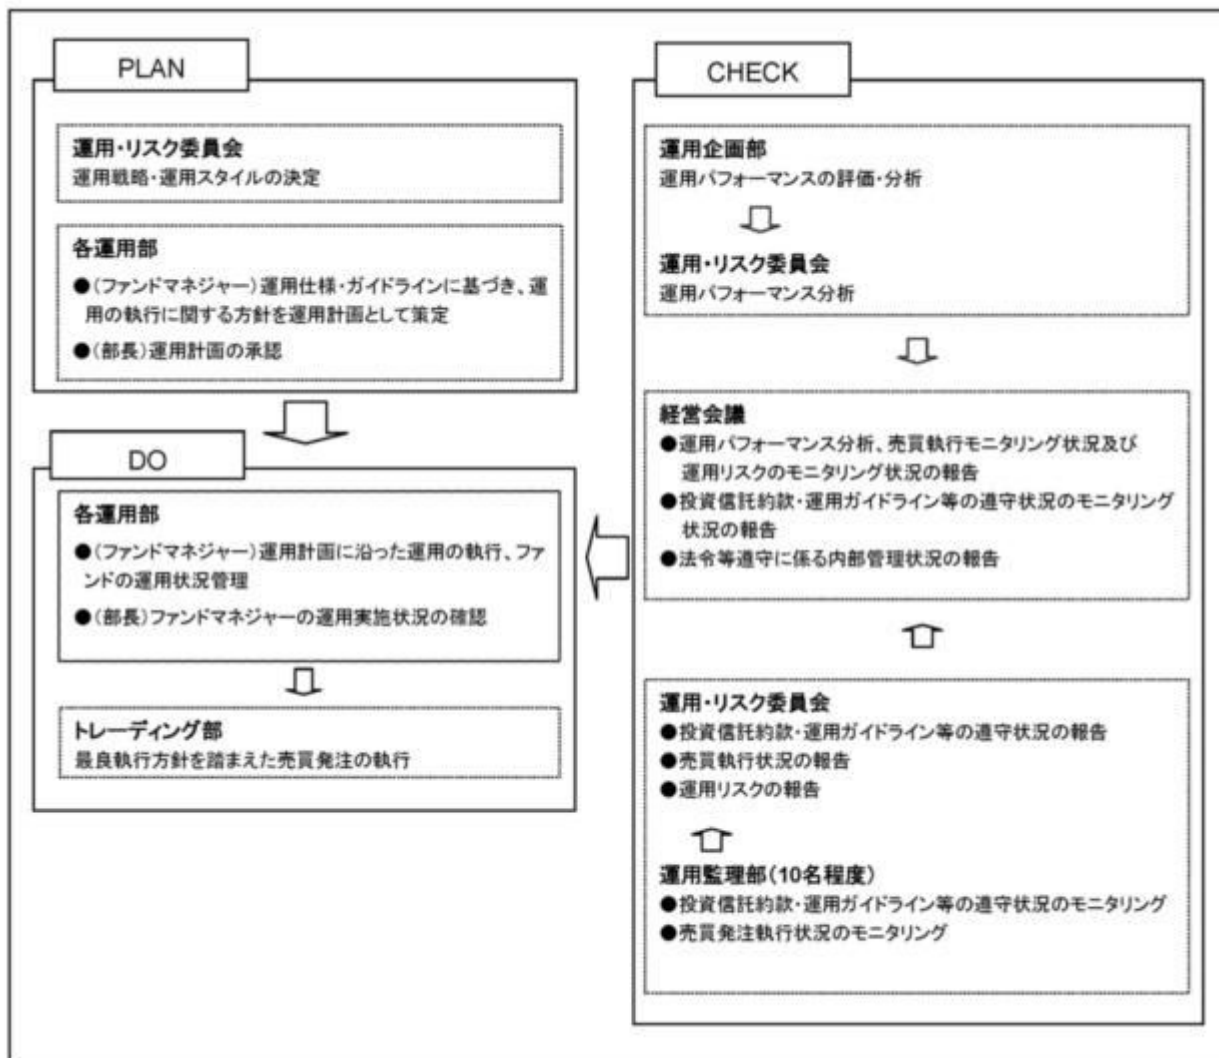 PLAN
運用・リスク委員会
運用戦略・運用スタイルの決定
各運用部
●(ファンドマネジャー)運用仕様・ガイドラインに基づき、運
用の執行に関する方針を運用計画として策定
●(部長)運用計画の承認
DO
各運用部
●(ファンドマネジャー)運用計画に沿った運用の執行、ファ
ンドの運用状況管理
●(部長)ファンドマネジャーの運用実施状況の確認
トレーディング部
最良執行方針を踏まえた売買発注の執行
CHECK
運用企画部
運用パフォーマンスの評価・分析
運用・リスク委員会
運用パフォーマンス分析
経営会議
●運用パフォーマンス分析、売買執行モニタリング状況及び
運用リスクのモニタリング状況の報告
●投資信託約款・運用ガイドライン等の遵守状況のモニタリング
状況の報告
●法令等遵守に係る内部管理状況の報告
運用・リスク委員会
●投資信託約款・運用ガイドライン等の遵守状況の報告
●売買執行状況の報告
●運用リスクの報告
運用監理部(10名程度)
●投資信託約款・運用ガイドライン等の遵守状況のモニタリング
●売買発注執行状況のモニタリング